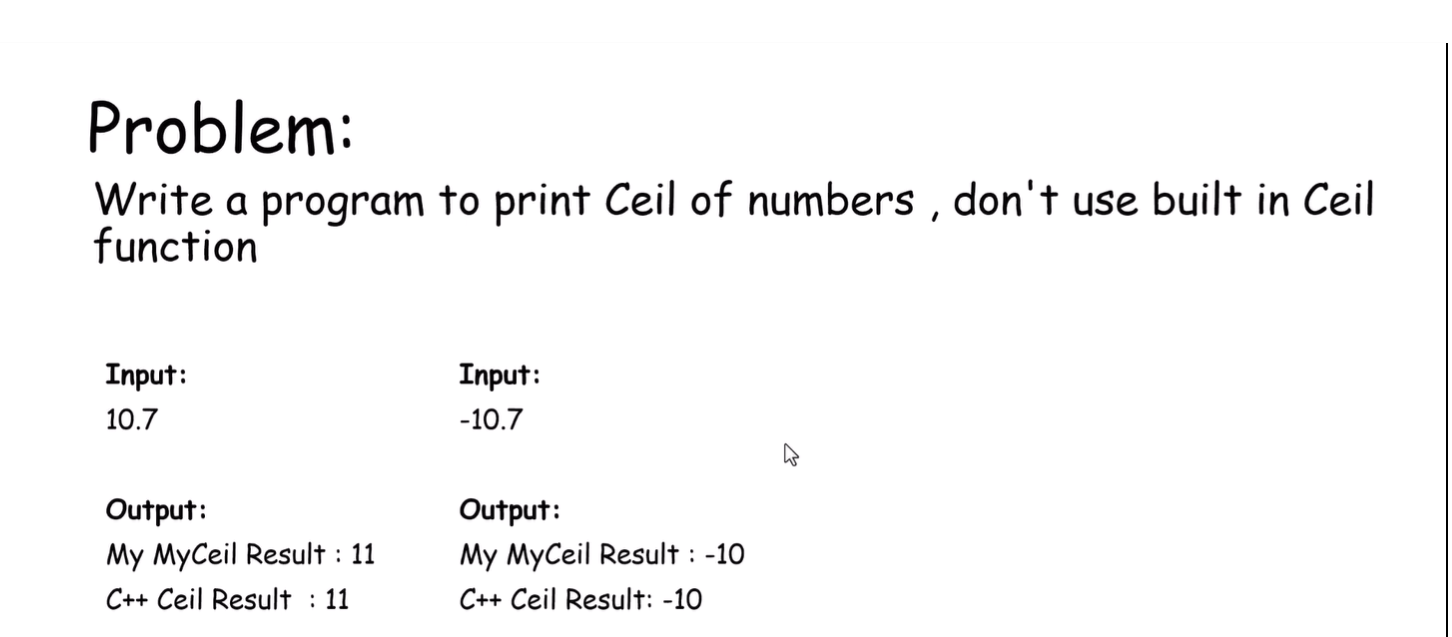 Problem:
Write a program to print Ceil of numbers , don't use built in Ceil
function
Input:
10.7
Output:
My MyCeil Result : 11
C++ Ceil Result : 11
Input:
-10.7
Output:
My MyCeil Result : -10
C++ Ceil Result: -10